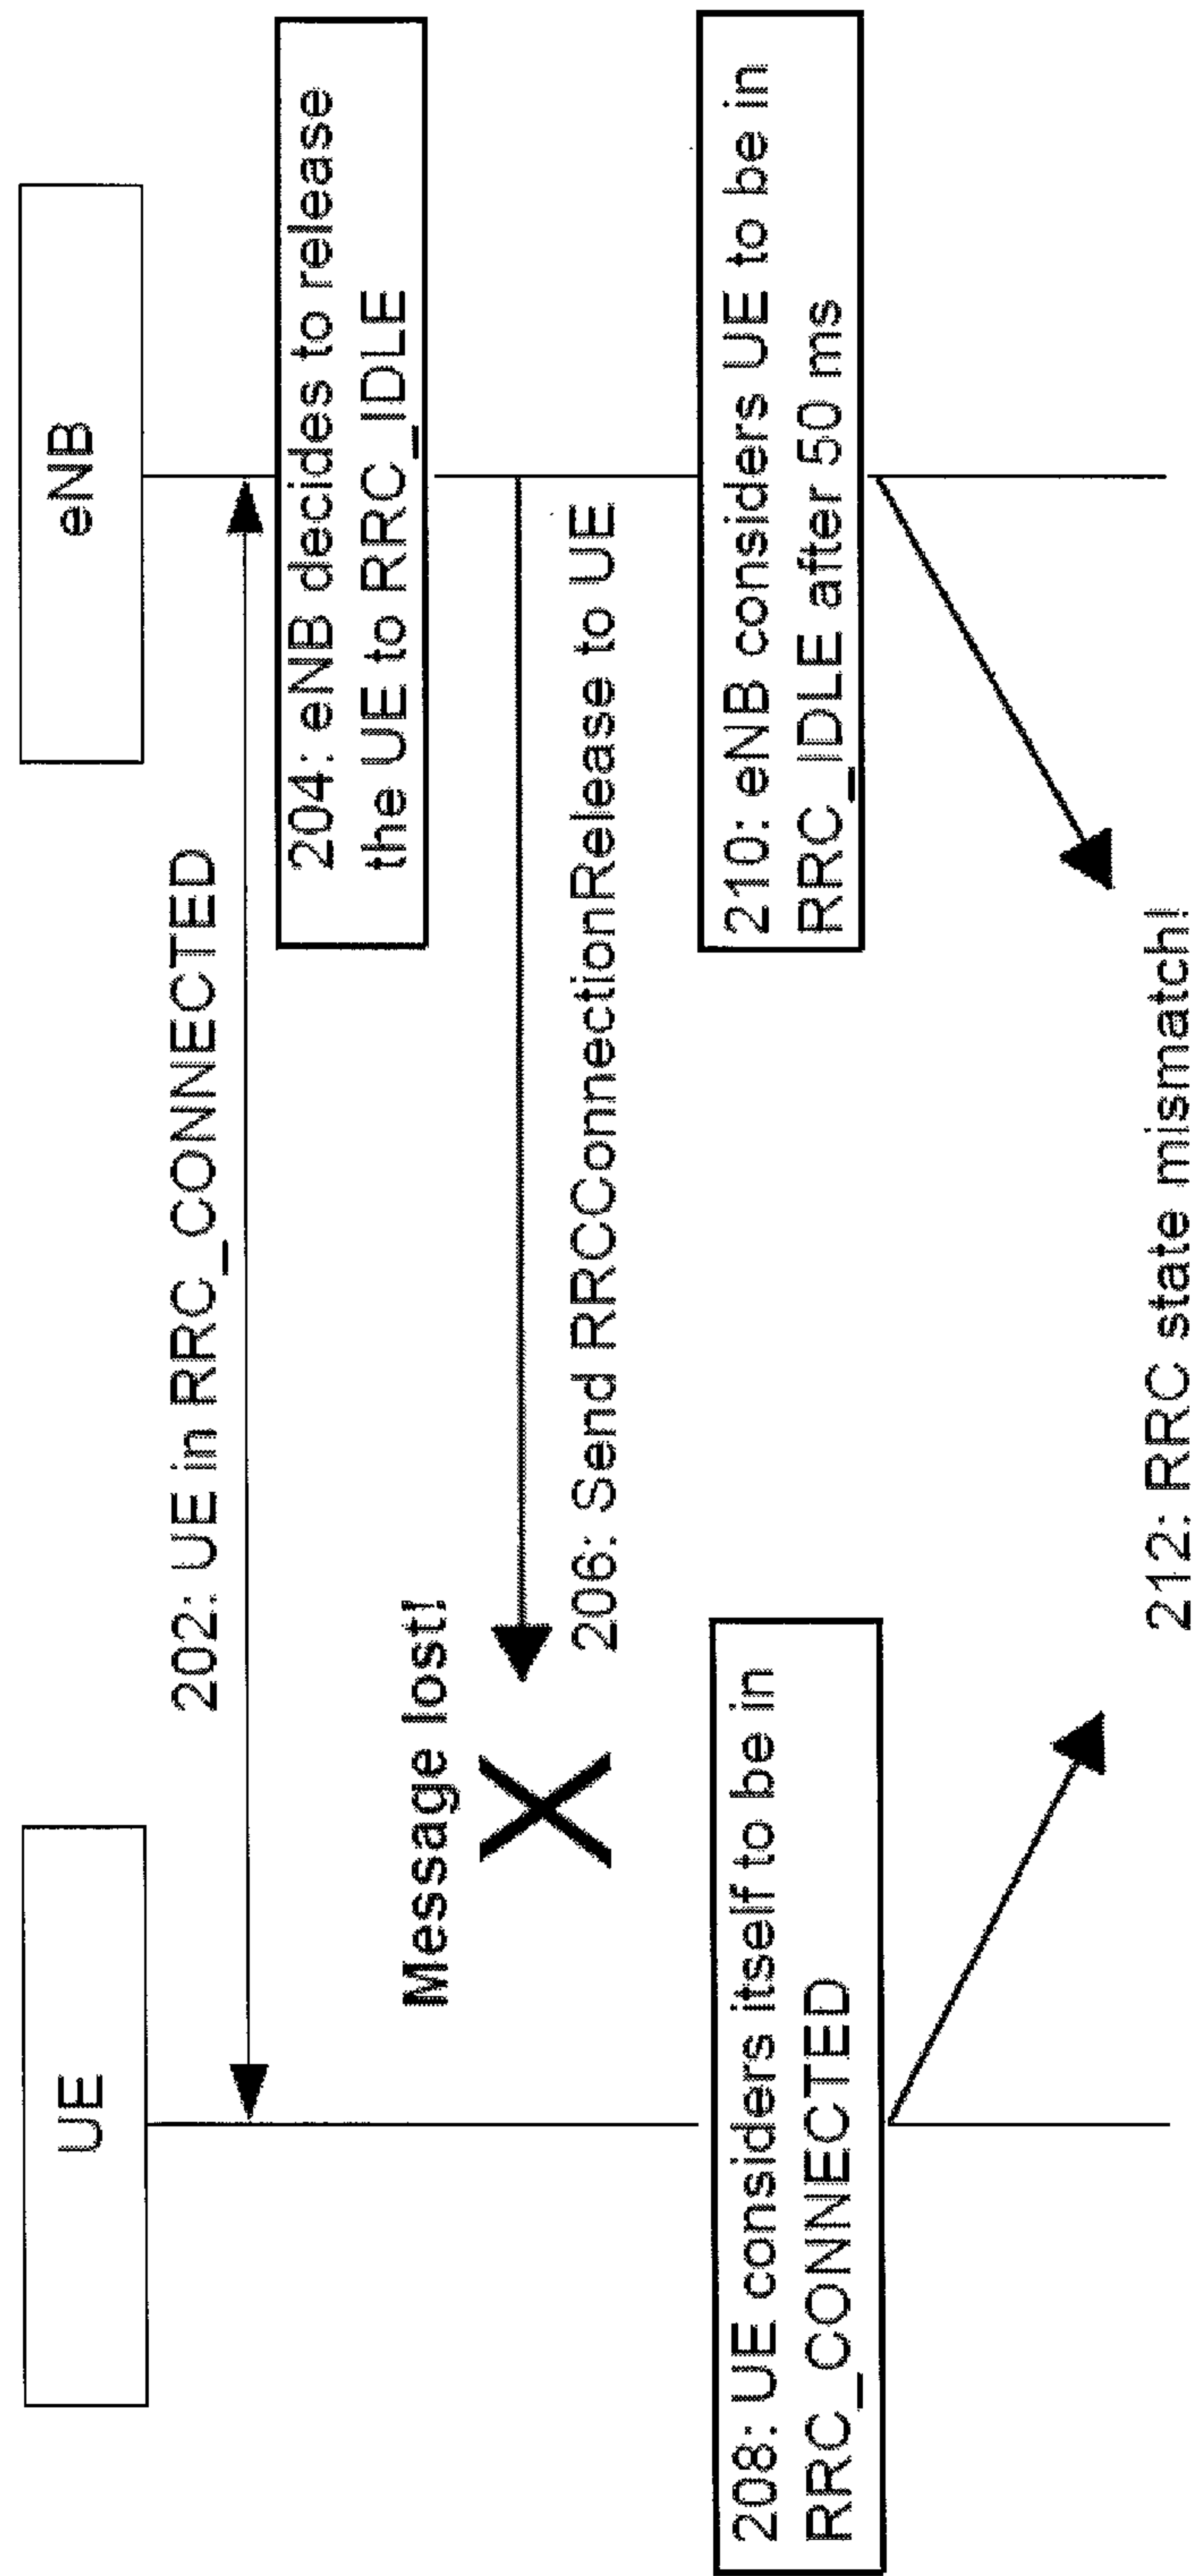 UE
eNB
202: UE in RRC_CONNECTED
204: eNB decides to release
the UE to RRC_IDLE
Message lost!
X
206: Send RRCConnectionRelease to UE
208: UE considers itself to be in
RRC_CONNECTED
210: eNB considers UE to be in
RRC_IDLE after 50 ms
212: RRC state mismatch!